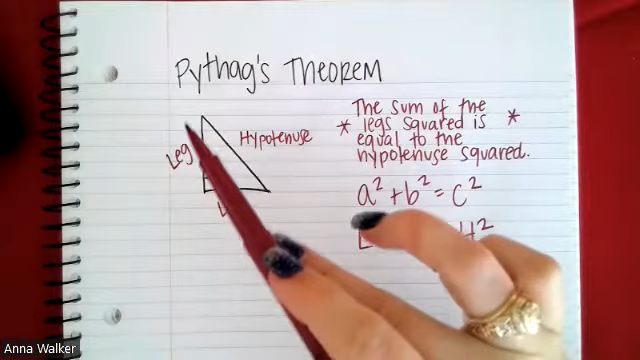 Pythag's Theorem
Leg
Hypotenuse
* The sum of the *
legs squared is
equal to the
hypotenuse squared.
a² + b² = c²
Anna Walker